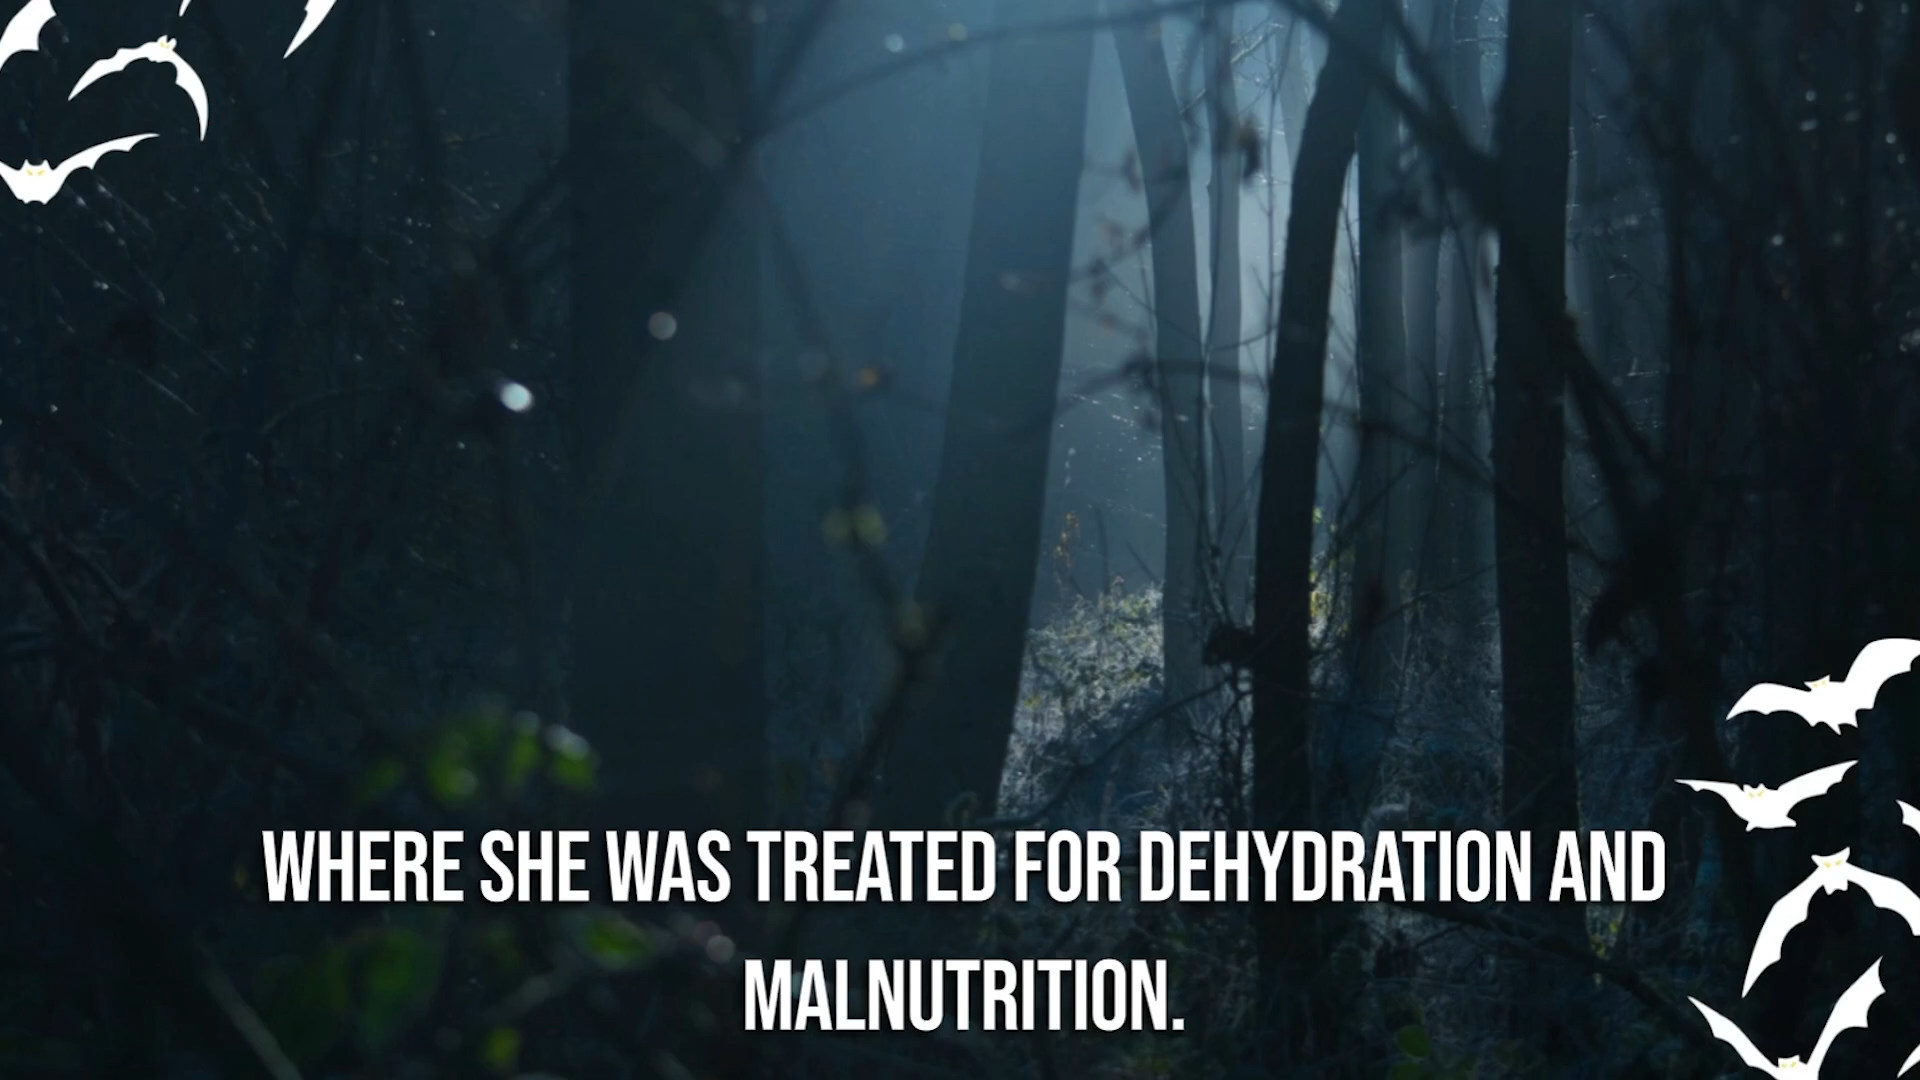 WHERE SHE WAS TREATED FOR DEHYDRATION AND
MALNUTRITION.